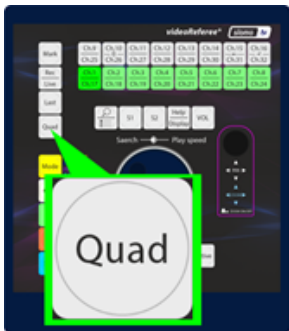 videoReferee® slomo tv
Mark Ch.9 Ch.10 Ch.11 Ch.12 Ch.13 Ch.14 Ch.15 Ch.16
Ch.25 Ch.26 Ch.27 Ch.28 Ch.29 Ch.30 Ch.31 Ch.32
Rec Ch.1 Ch.2 Ch.3 Ch.4 Ch.5 Ch.6 Ch.7 Ch.8
Live Ch.17 Ch.18 Ch.19 Ch.20 Ch.21 Ch.22 Ch.23 Ch.24
Last
Quad S1 S2 Help Display VOL
Saerch Play speed
Mode
Quad